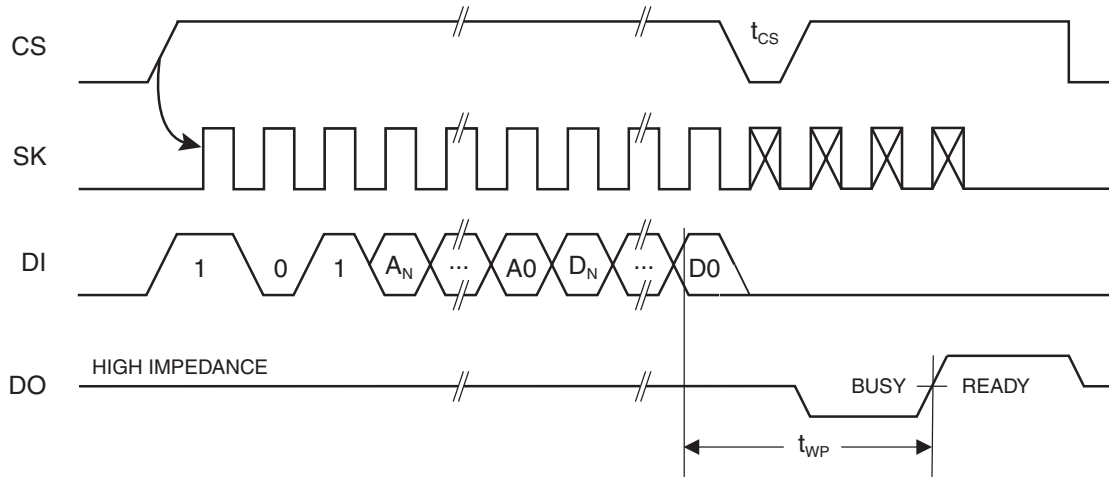 CS
t_CS
SK
DI
1 0 1 A_N ... A0 D_N ... D0
HIGH IMPEDANCE
DO
BUSY READY
t_WP